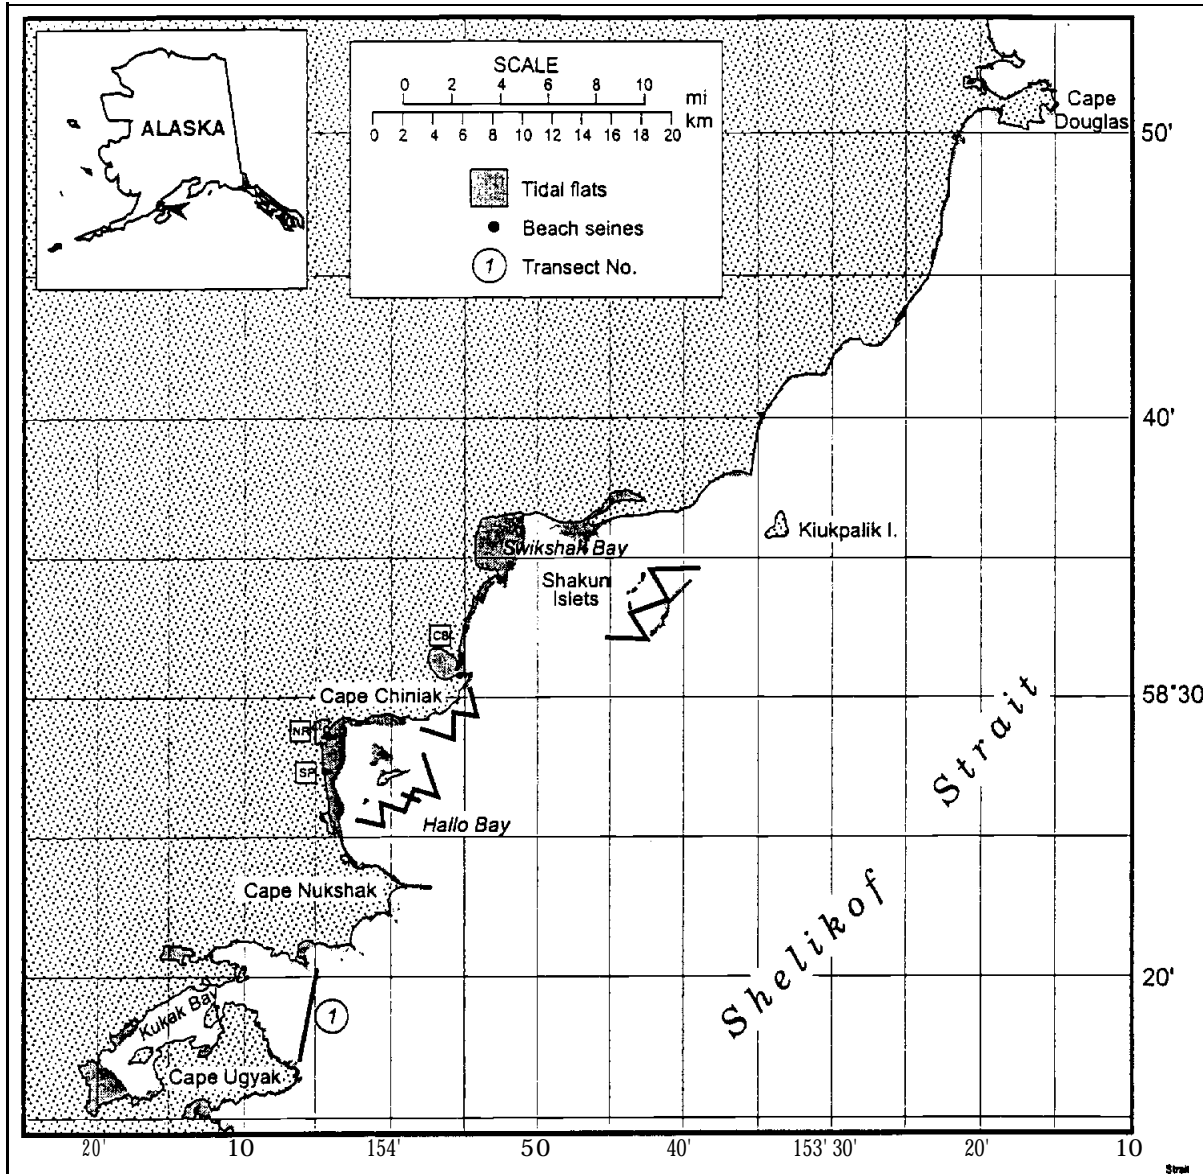 ALASKA
SCALE
0 2 4 6 8 10
mi
0 2 4 6 8 10 12 14 16 18 20 km
Tidal flats
Beach seines
1 Transect No.
Cape
Douglas
50'
40'
Kiukpalik I.
Swikshak Bay
Shakun
Islets
CB
Cape Chiniak
58°30
NR
SP
Hallo Bay
Strait
Cape Nukshak
Shelikof
20'
Kukak Bay
1
Cape Ugyak
20' 10 154° 50 40' 153°30' 20' 10